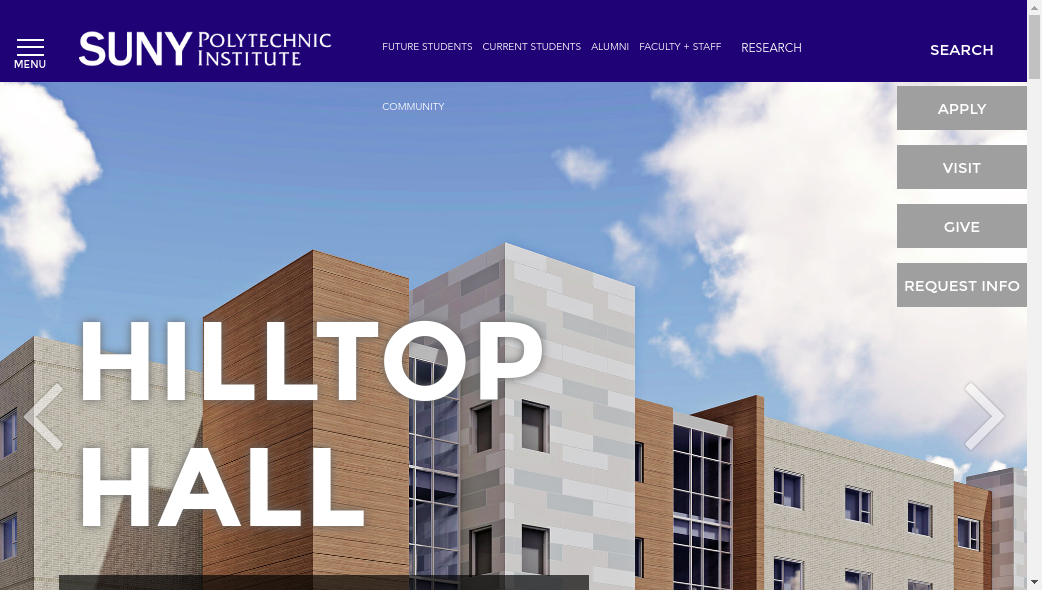 MENU
SUNY POLYTECHNIC
INSTITUTE
FUTURE STUDENTS CURRENT STUDENTS ALUMNI FACULTY + STAFF RESEARCH
SEARCH
COMMUNITY
APPLY
VISIT
GIVE
REQUEST INFO
HILLTOP
HALL